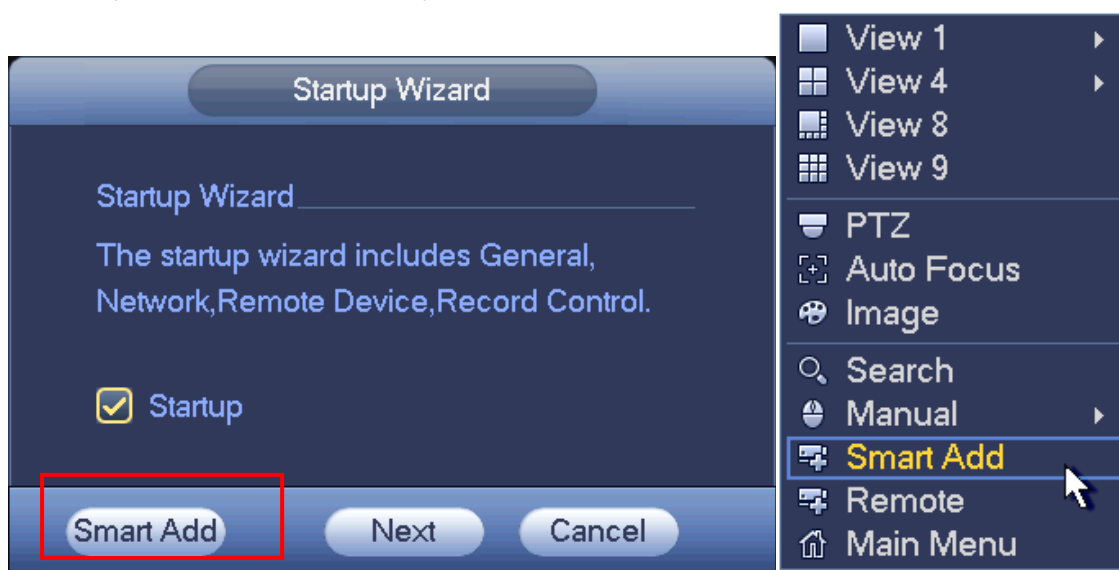 Startup Wizard
Startup Wizard
The startup wizard includes General,
Network,Remote Device,Record Control.
Startup
Smart Add
Next
Cancel
View 1
View 4
View 8
View 9
PTZ
Auto Focus
Image
Search
Manual
Smart Add
Remote
Main Menu